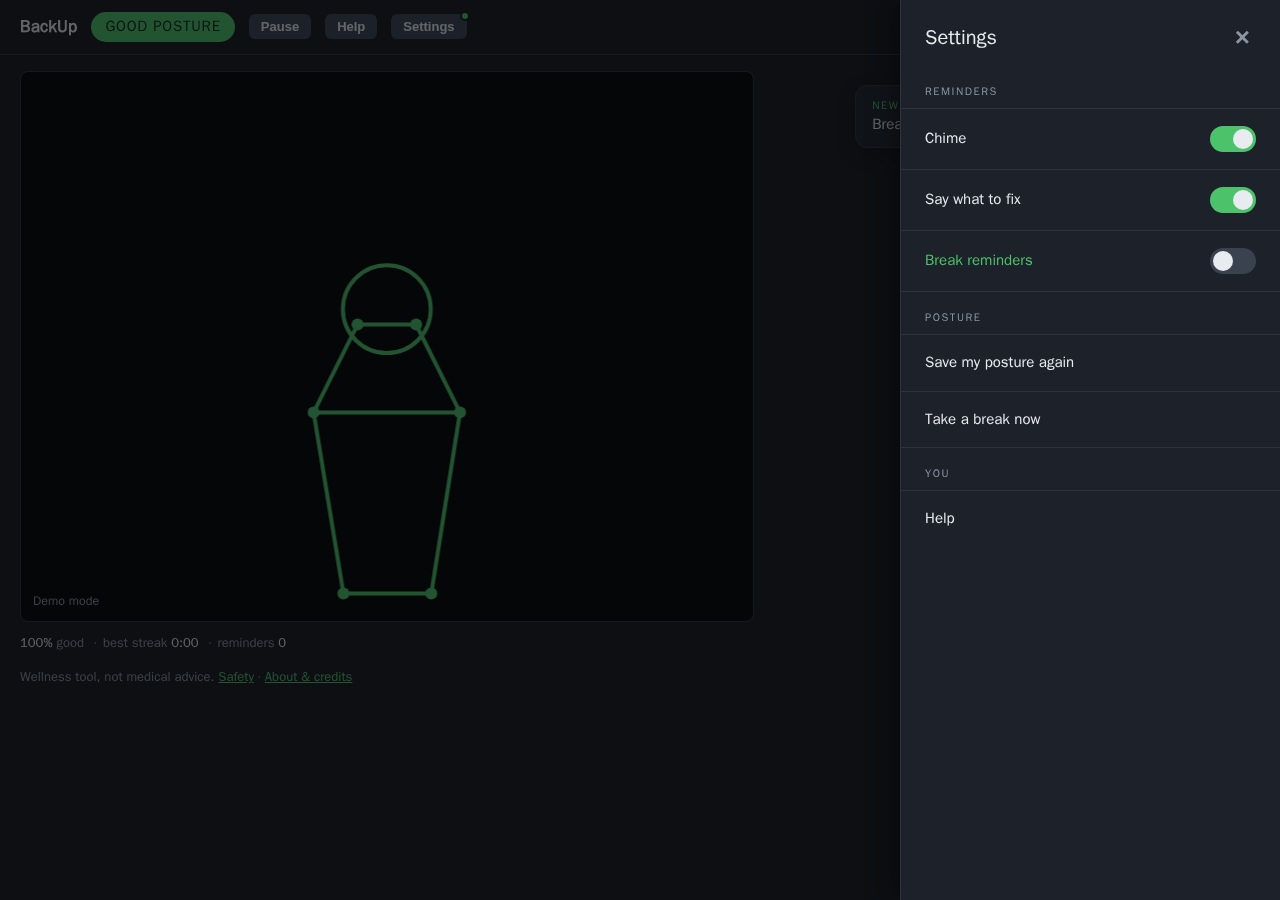 BackUp GOOD POSTURE Pause Help Settings
NEW
Brea
Demo mode
100% good · best streak 0:00 · reminders 0
Wellness tool, not medical advice. Safety · About & credits
Settings ×
REMINDERS
Chime
Say what to fix
Break reminders
POSTURE
Save my posture again
Take a break now
YOU
Help